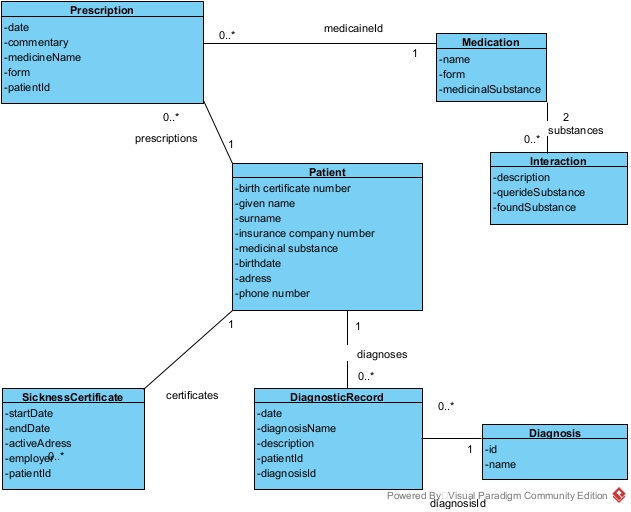 Prescription
-date
-commentary
-medicineName
-form
-patientId
0..*
medicaineId
1
Medication
-name
-form
-medicinalSubstance
2
substances
0..*
Interaction
-description
-querideSubstance
-foundSubstance
0..*
prescriptions
1
Patient
-birth certificate number
-given name
-surname
-insurance company number
-medicinal substance
-birthdate
-adress
-phone number
1
certificates
1
diagnoses
0..*
SicknessCertificate
-startDate
-endDate
-activeAdress
-employer
0..*
-patientId
DiagnosticRecord
-date
-diagnosisName
-description
-patientId
-diagnosisId
0..*
1
diagnosisId
Diagnosis
-id
-name
Powered By Visual Paradigm Community Edition